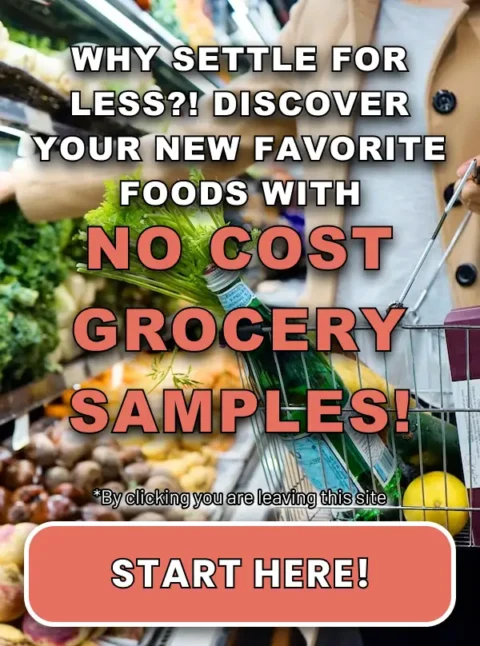 WHY SETTLE FOR
LESS?! DISCOVER
YOUR NEW FAVORITE
FOODS WITH
NO COST
GROCERY
SAMPLES!
*By clicking you are leaving this site
START HERE!